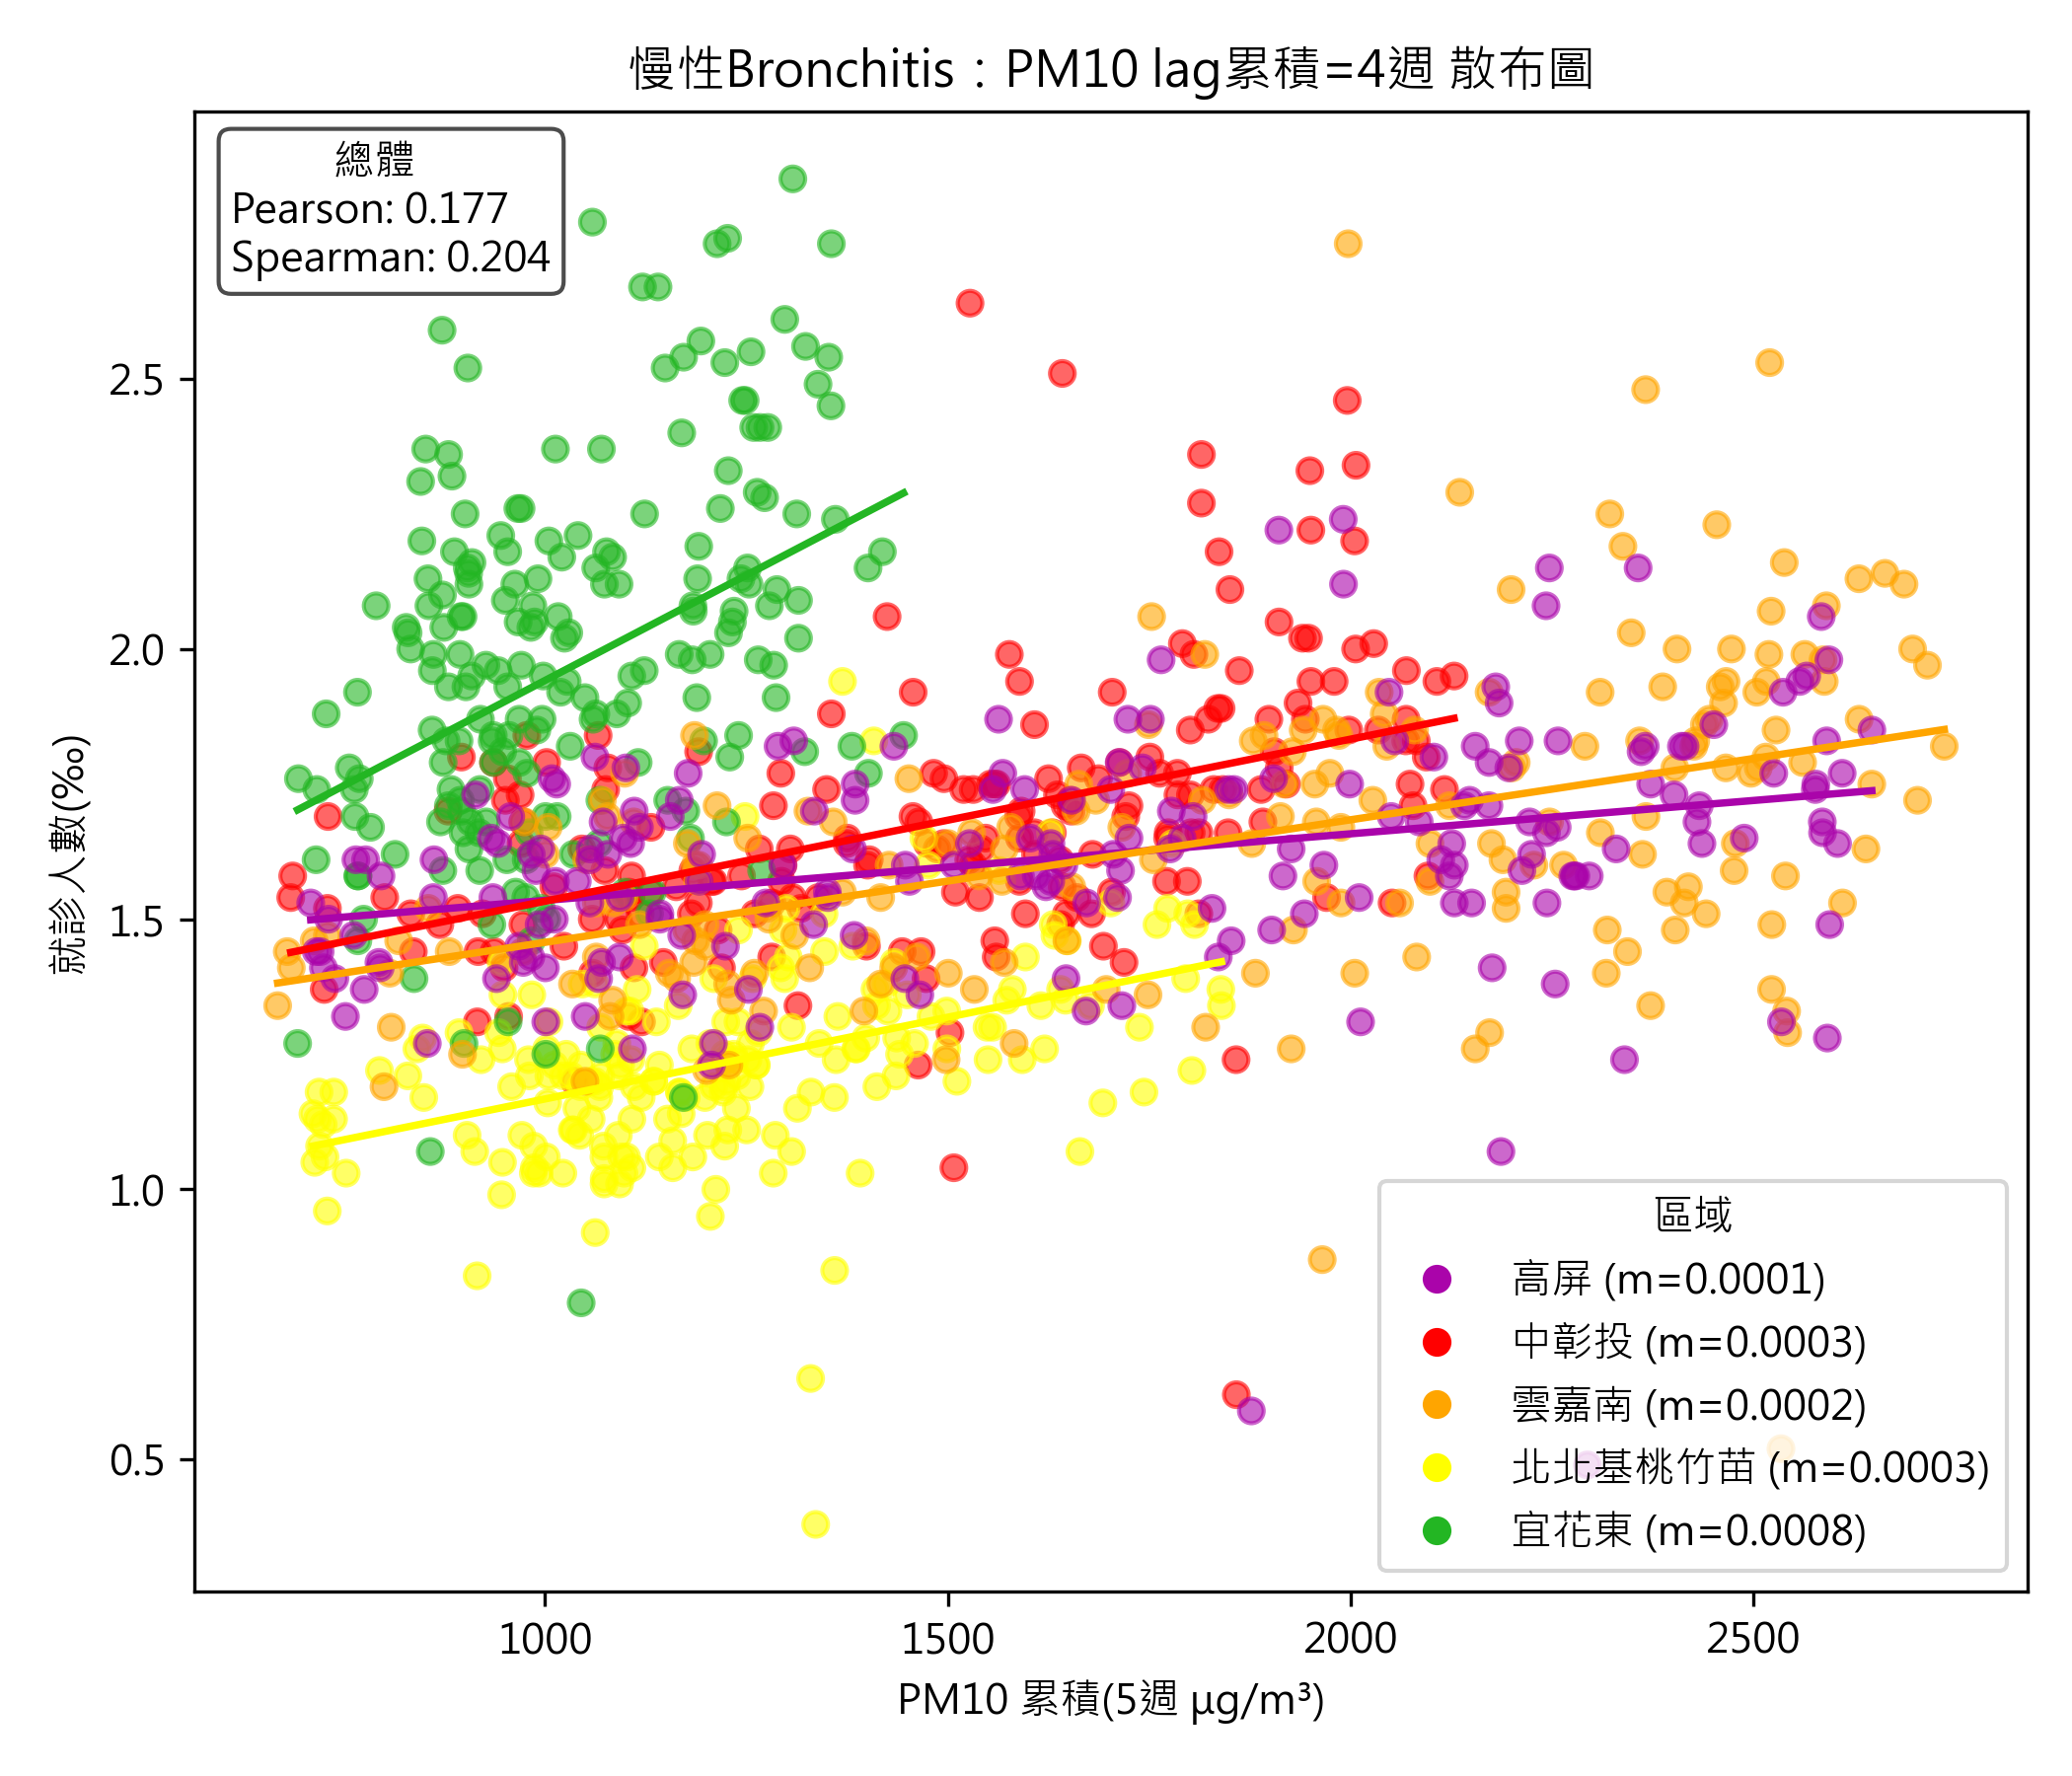 慢性Bronchitis：PM10 lag累積=4週 散布圖
總體
Pearson: 0.177
Spearman: 0.204
就診人數(‰)
2.5
2.0
1.5
1.0
0.5
區域
高屏 (m=0.0001)
中彰投 (m=0.0003)
雲嘉南 (m=0.0002)
北北基桃竹苗 (m=0.0003)
宜花東 (m=0.0008)
1000 1500 2000 2500
PM10 累積(5週 μg/m³)